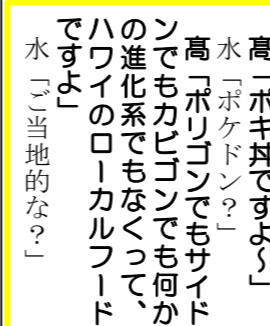 髙「ポキ丼ですよ～」
水「ポケドン？」
髙「ポリゴンでもサイド
ンでもカビゴンでも何か
の進化系でもなくって、
ハワイのローカルフード
ですよ」
水「ご当地的な？」